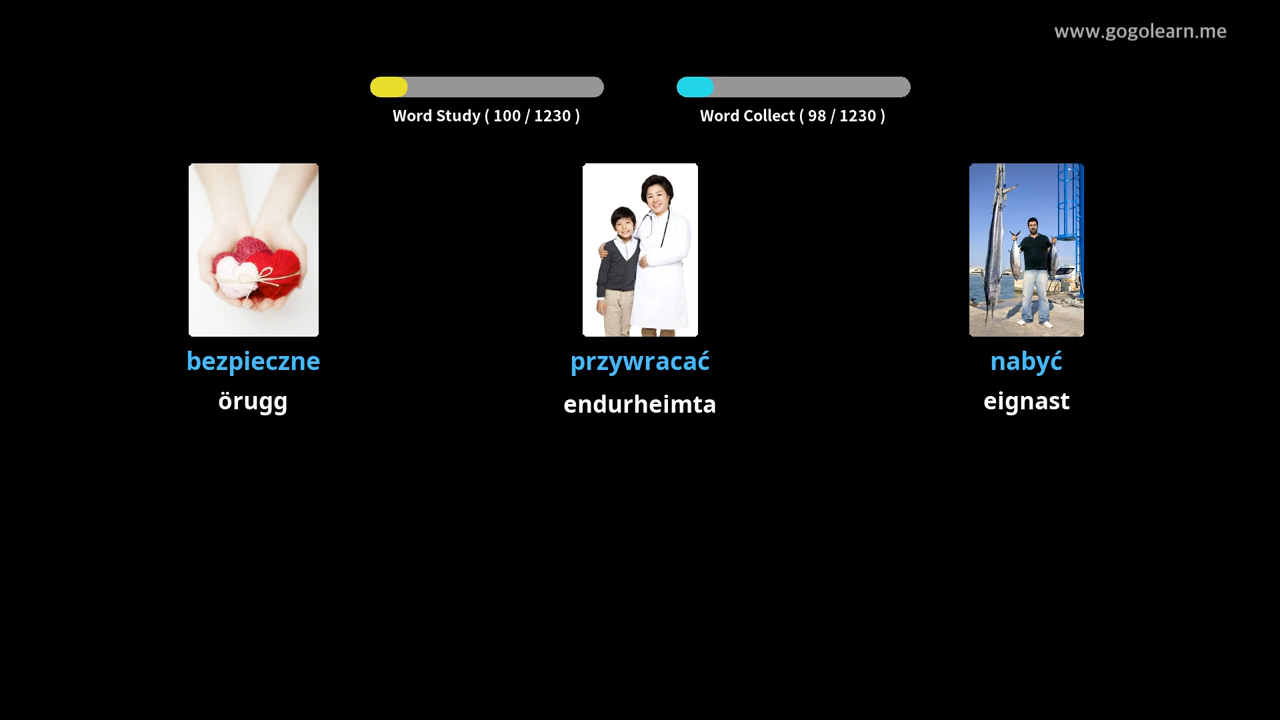 www.gogolearn.me
Word Study ( 100 / 1230 )
Word Collect ( 98 / 1230 )
bezpieczne
przywracać
nabyć
örugg
endurheimta
eignast